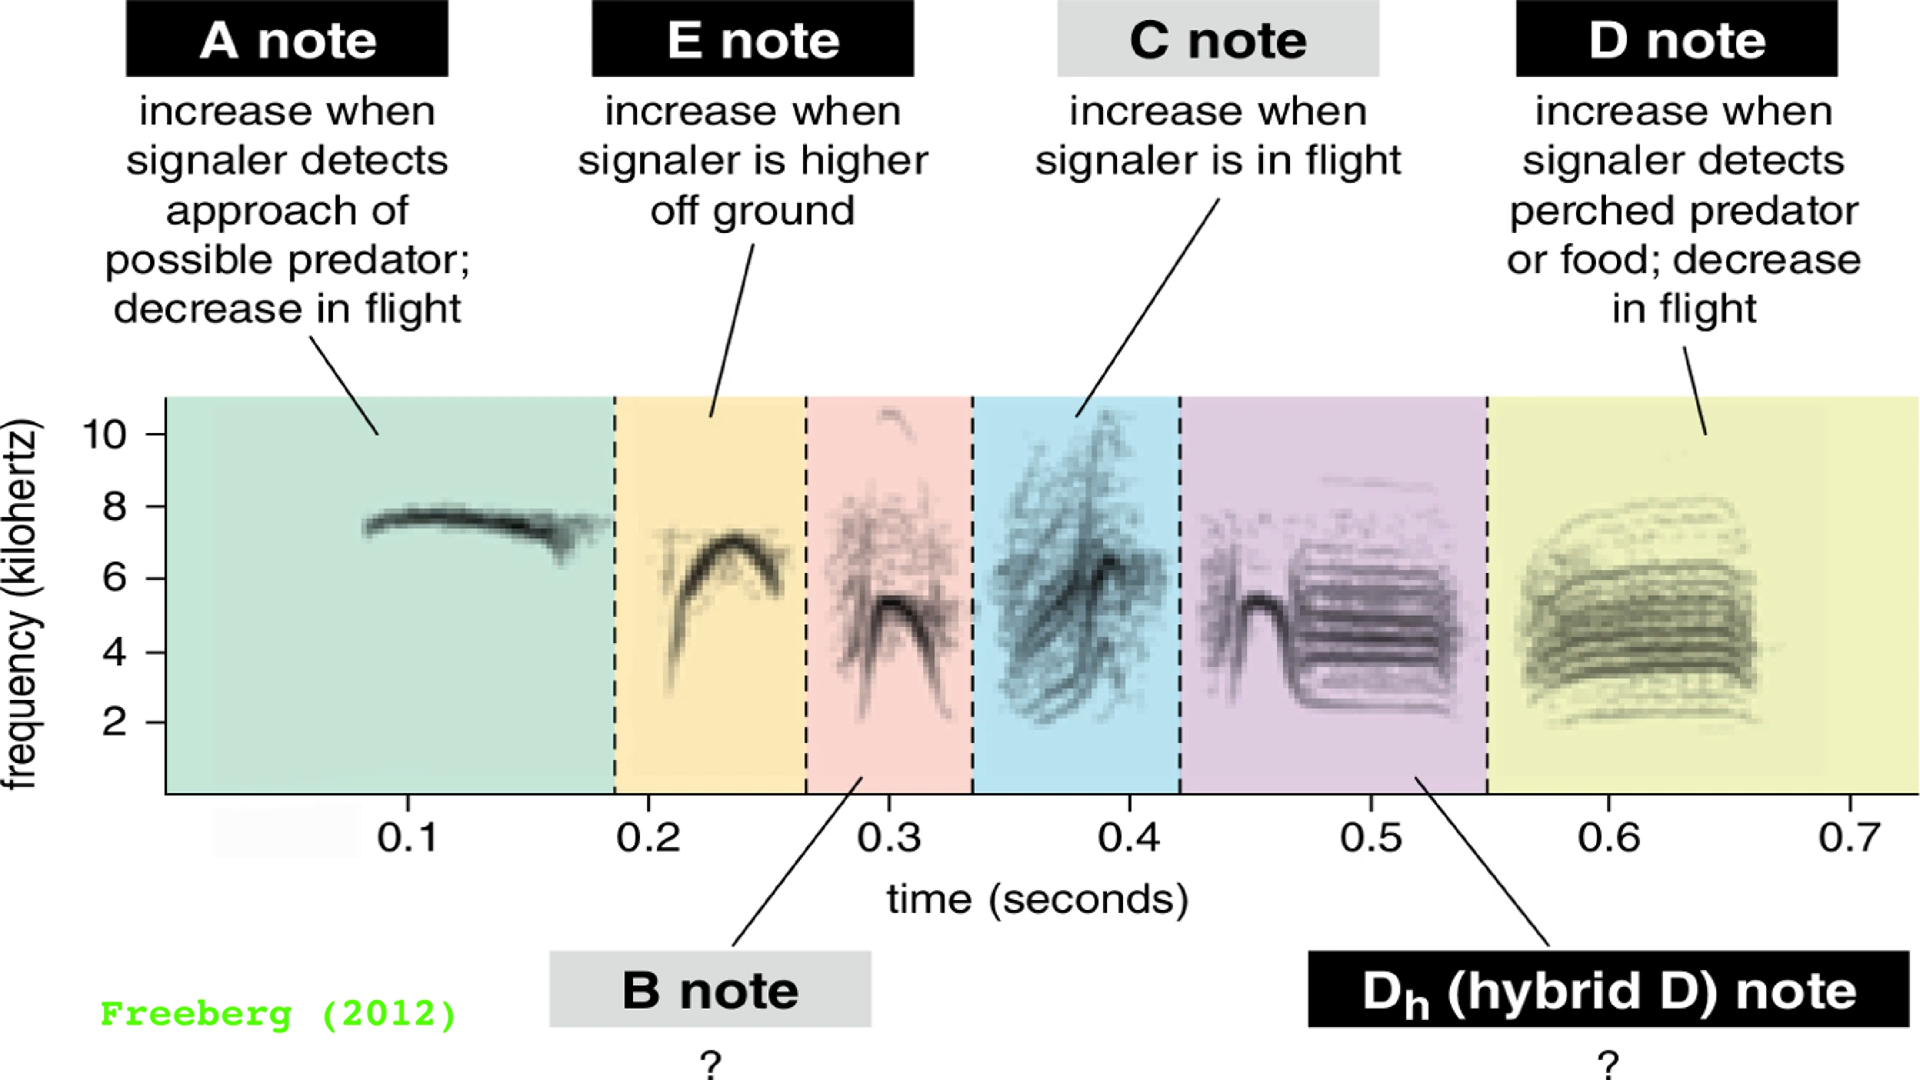 A note
increase when
signaler detects
approach of
possible predator;
decrease in flight
E note
increase when
signaler is higher
off ground
C note
increase when
signaler is in flight
D note
increase when
signaler detects
perched predator
or food; decrease
in flight
frequency (kilohertz)
10
8
6
4
2
0.1
0.2
0.3
0.4
0.5
0.6
0.7
time (seconds)
B note
?
Dh (hybrid D) note
?
Freeberg (2012)